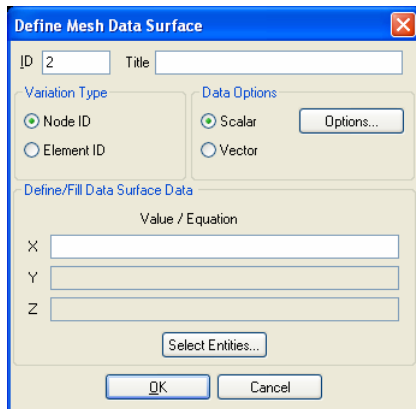 Define Mesh Data Surface
ID 2 Title
Variation Type Data Options
Node ID Scalar Options...
Element ID Vector
Define/Fill Data Surface Data
Value / Equation
X
Y
Z
Select Entities...
OK Cancel